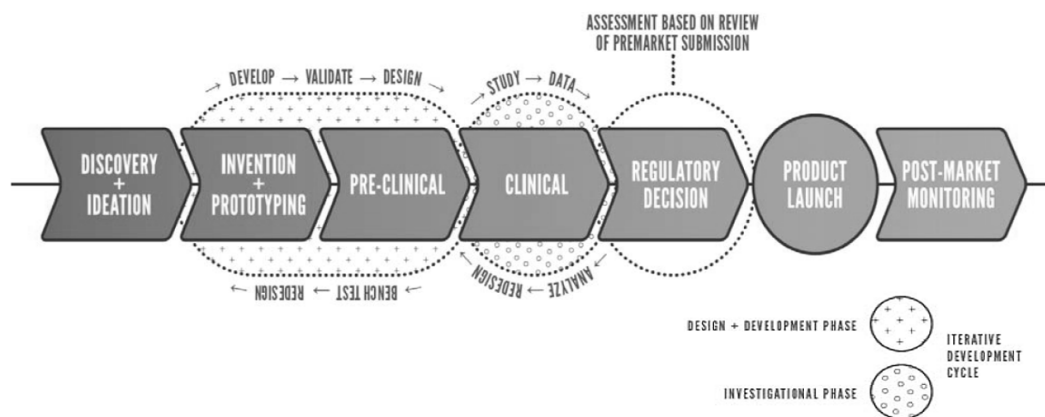 ASSESSMENT BASED ON REVIEW
OF PREMARKET SUBMISSION
→ DEVELOP → VALIDATE → DESIGN →
→ STUDY → DATA →
DISCOVERY
+
IDEATION
INVENTION
+
PROTOTYPING
PRE-CLINICAL
CLINICAL
REGULATORY
DECISION
PRODUCT
LAUNCH
POST-MARKET
MONITORING
← REDESIGN ← BENCH TEST ←
← REDESIGN ← ANALYZE ←
DESIGN + DEVELOPMENT PHASE
ITERATIVE
DEVELOPMENT
CYCLE
INVESTIGATIONAL PHASE